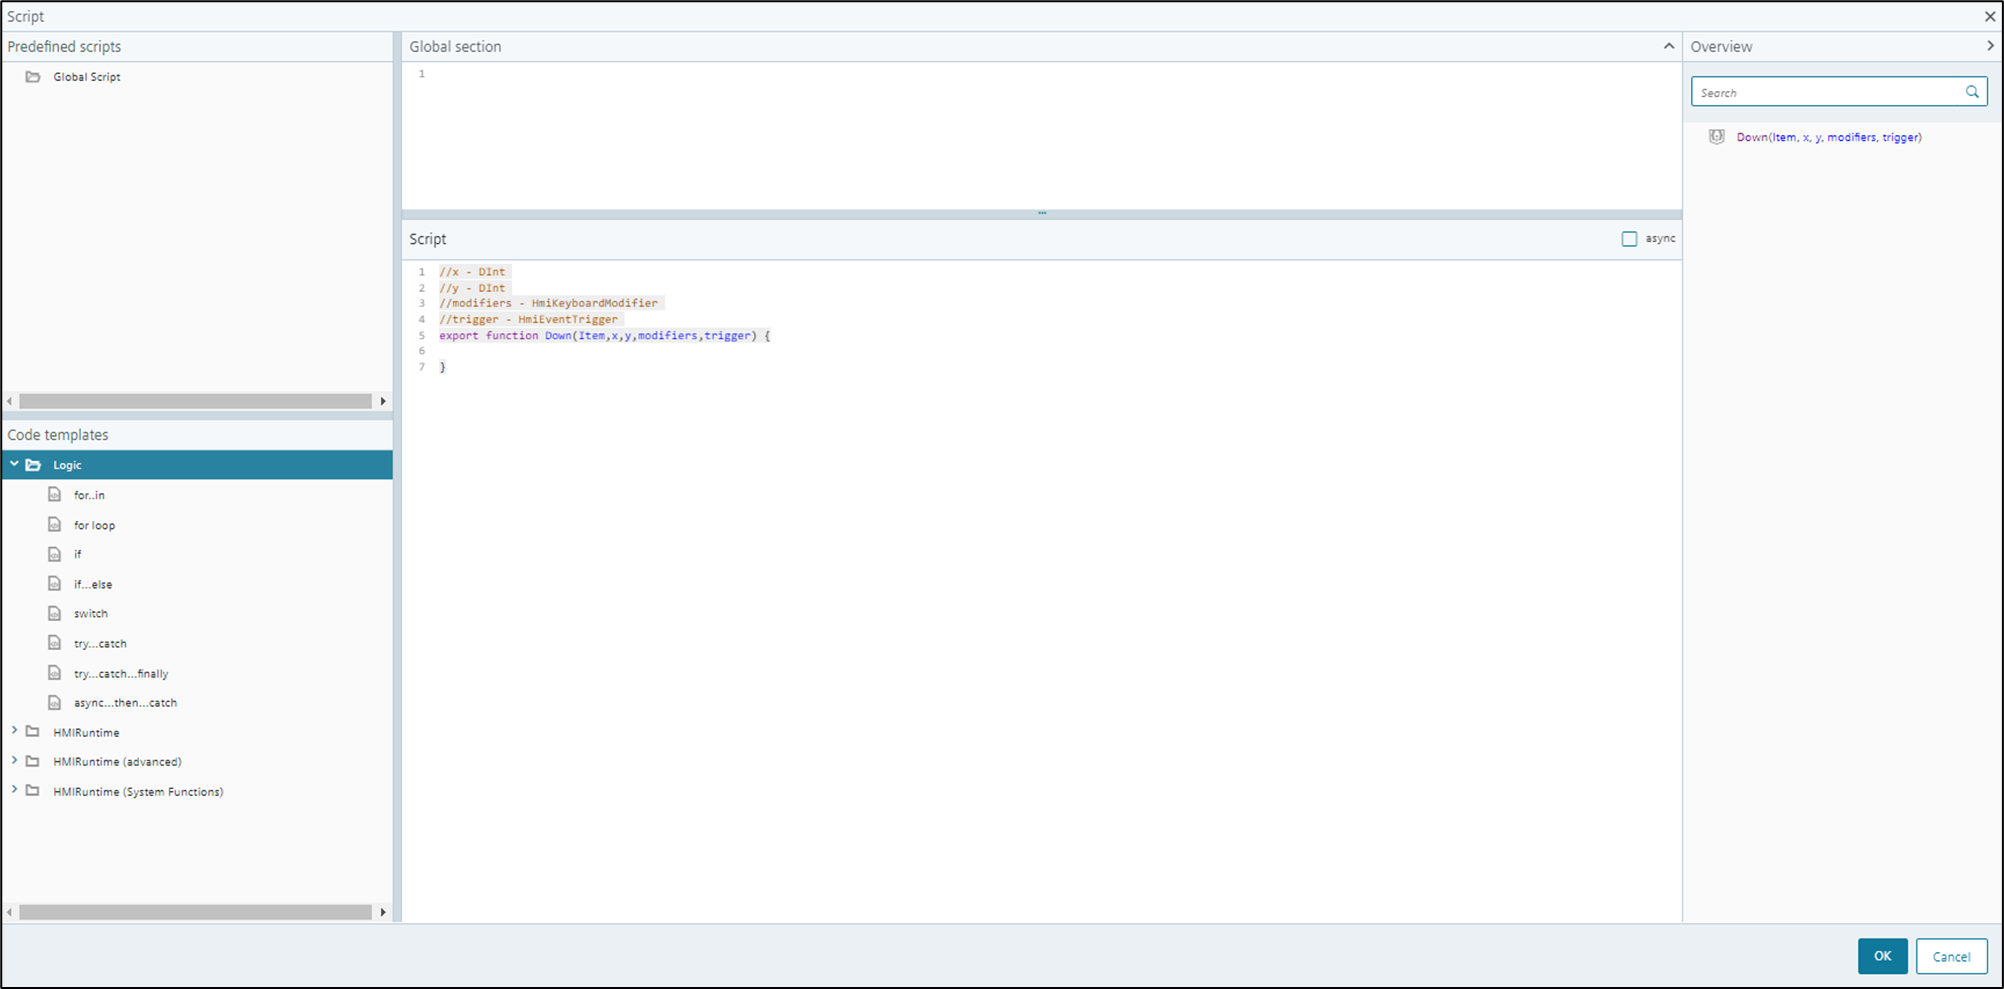 Script
Predefined scripts
Global Script
Code templates
Logic
for..in
for loop
if
if...else
switch
try...catch
try...catch...finally
async...then...catch
HMIRuntime
HMIRuntime (advanced)
HMIRuntime (System Functions)
Global section
1
Script
async
1 //x - DInt
2 //y - DInt
3 //modifiers - HmiKeyboardModifier
4 //trigger - HmiEventTrigger
5 export function Down(Item,x,y,modifiers,trigger) {
6
7 }
Overview
Search
Down(Item, x, y, modifiers, trigger)
OK
Cancel